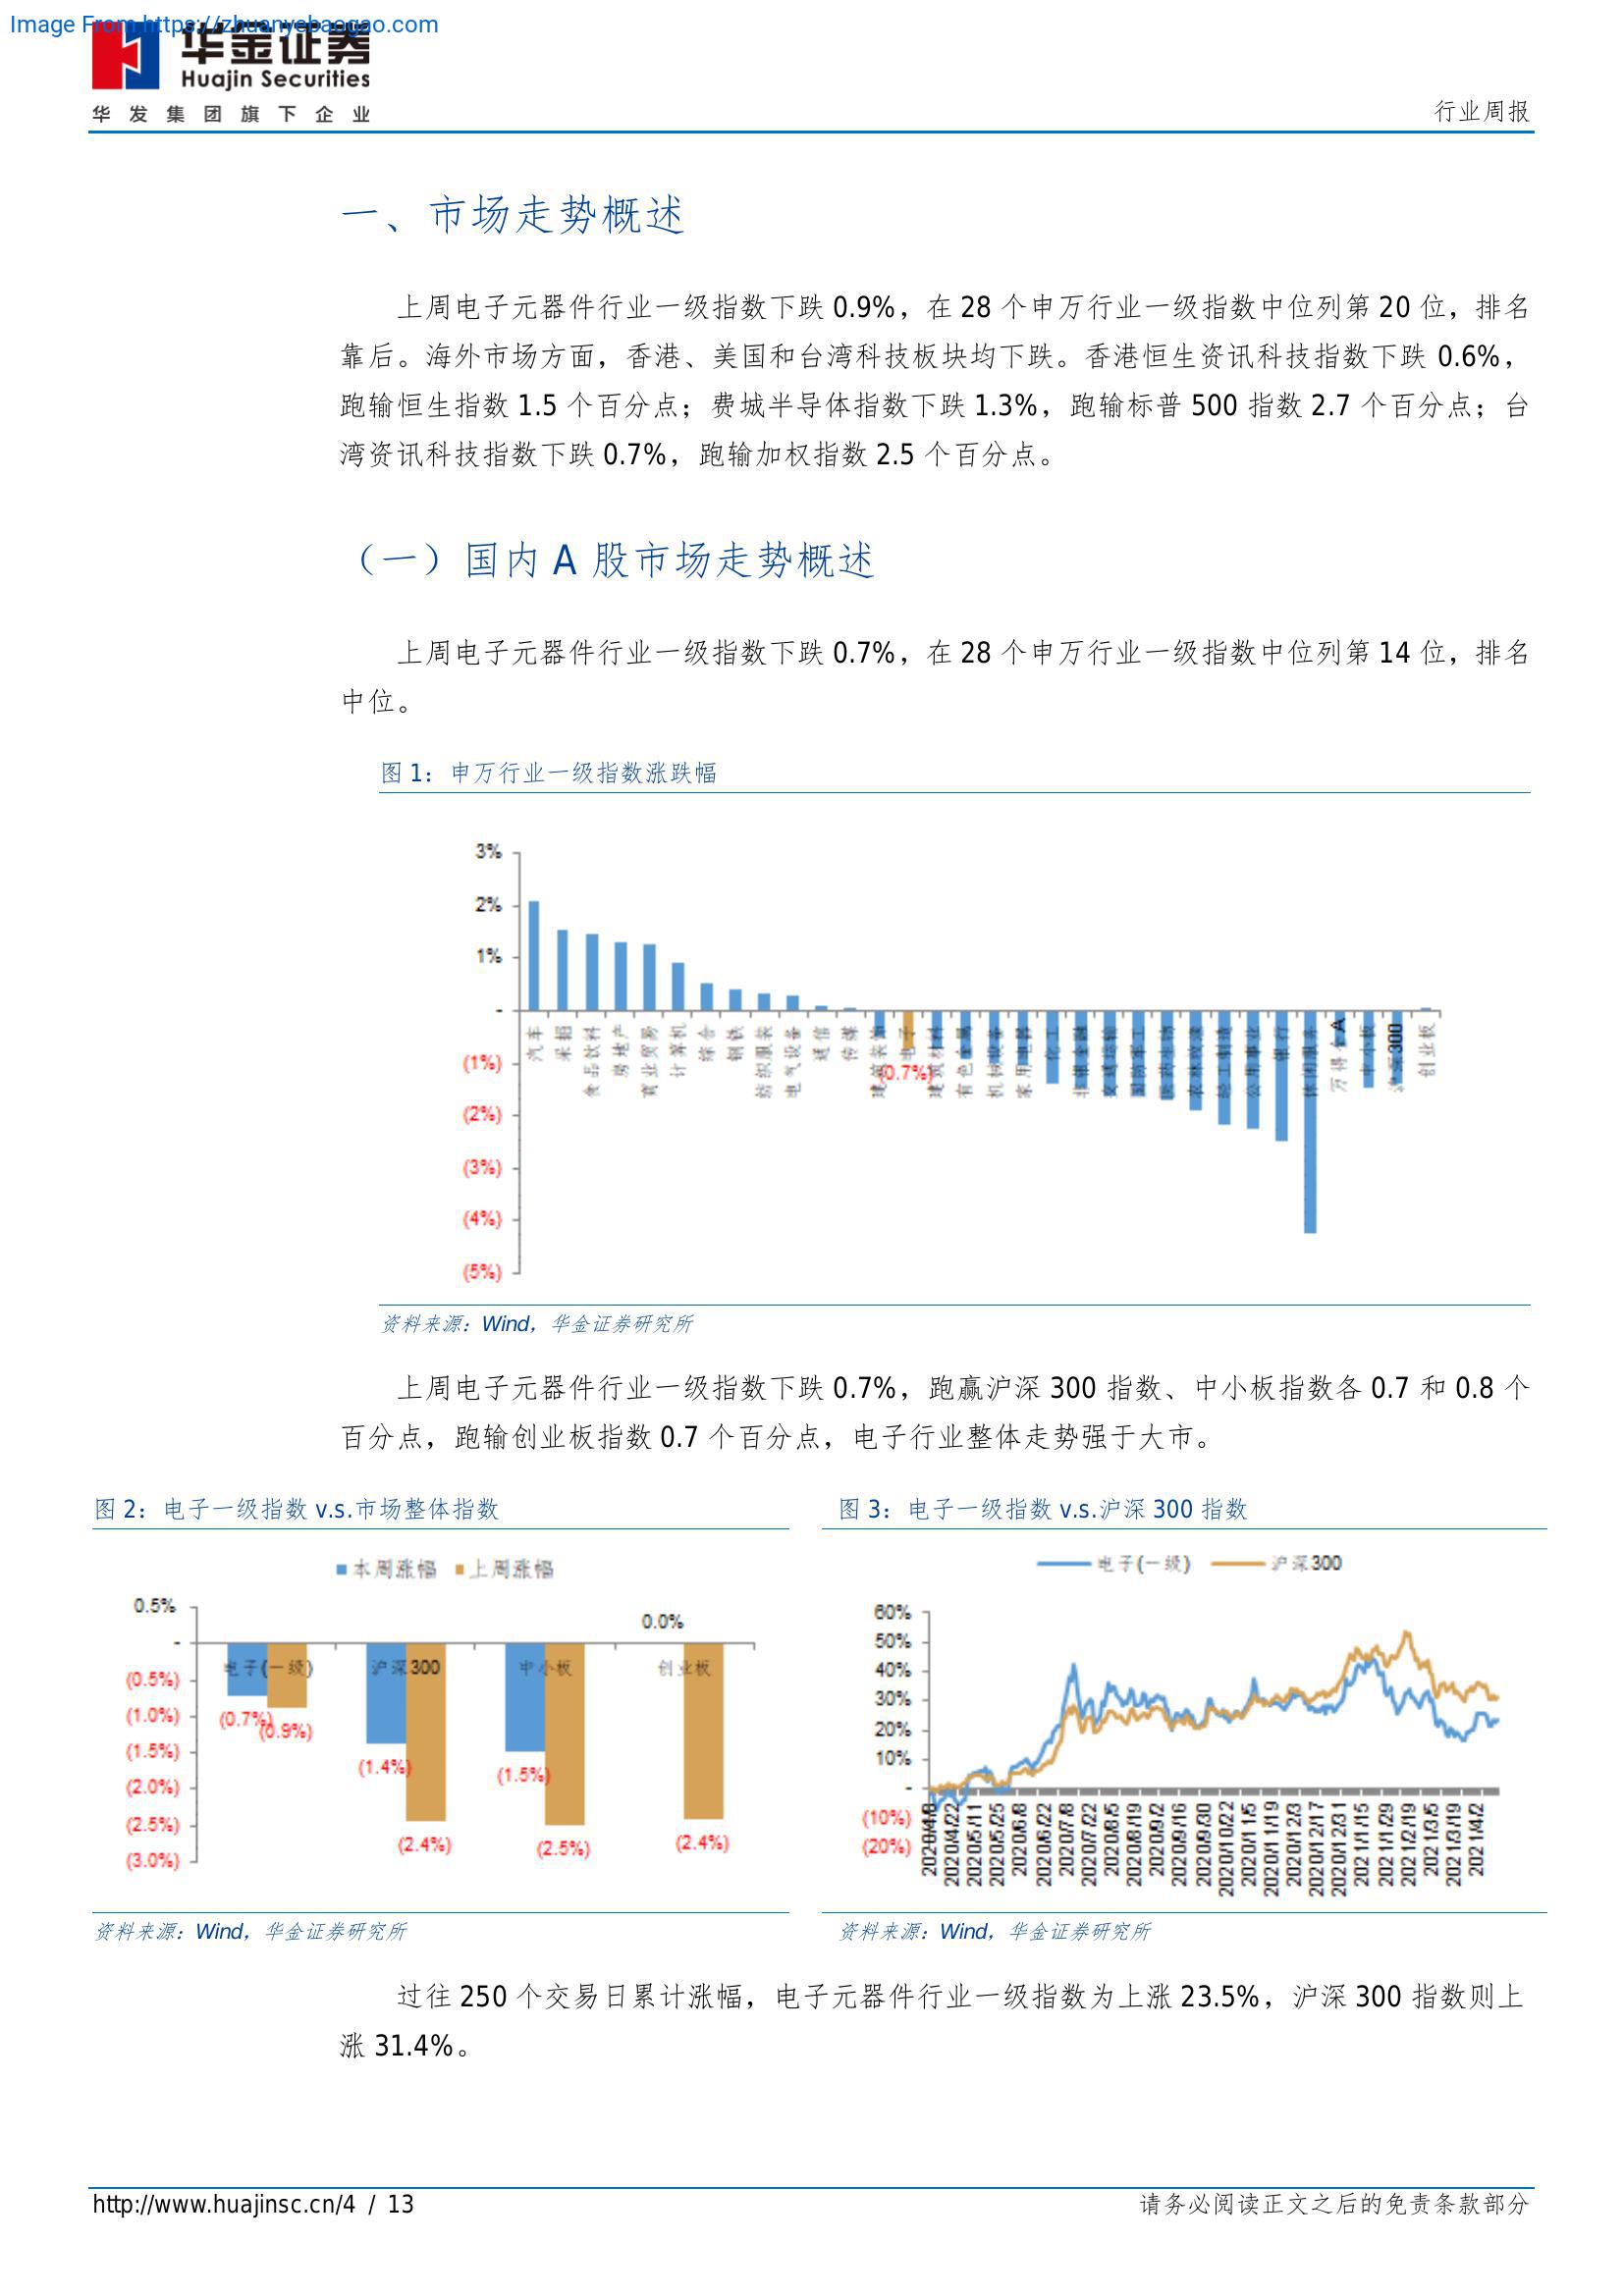 Image From https://zhuanyebaogao.com
华金证券
Huajin Securities
华发集团旗下企业
行业周报
一、市场走势概述
上周电子元器件行业一级指数下跌 0.9%，在 28 个申万行业一级指数中位列第 20 位，排名
靠后。海外市场方面，香港、美国和台湾科技板块均下跌。香港恒生资讯科技指数下跌 0.6%，
跑输恒生指数 1.5 个百分点；费城半导体指数下跌 1.3%，跑输标普 500 指数 2.7 个百分点；台
湾资讯科技指数下跌 0.7%，跑输加权指数 2.5 个百分点。
（一）国内 A 股市场走势概述
上周电子元器件行业一级指数下跌 0.7%，在 28 个申万行业一级指数中位列第 14 位，排名
中位。
图 1：申万行业一级指数涨跌幅
3%
2%
1%
-
(1%)
(2%)
(3%)
(4%)
(5%)
汽车
采掘
食品饮料
房地产
商业贸易
计算机
综合
钢铁
纺织服装
电气设备
通信
传媒
建筑装饰
电子
(0.7%)
建筑材料
有色金属
机械设备
家用电器
化工
非银金融
交通运输
国防军工
医药生物
农林牧渔
轻工制造
公用事业
银行
休闲服务
万得全A
中小板
沪深300
创业板
资料来源：Wind，华金证券研究所
上周电子元器件行业一级指数下跌 0.7%，跑赢沪深 300 指数、中小板指数各 0.7 和 0.8 个
百分点，跑输创业板指数 0.7 个百分点，电子行业整体走势强于大市。
图 2：电子一级指数 v.s.市场整体指数
本周涨幅 上周涨幅
0.5%
-
(0.5%)
(1.0%)
(1.5%)
(2.0%)
(2.5%)
(3.0%)
电子(一级)
沪深300
中小板
创业板
0.0%
(0.7%)
(0.9%)
(1.4%)
(2.4%)
(1.5%)
(2.5%)
(2.4%)
资料来源：Wind，华金证券研究所
图 3：电子一级指数 v.s.沪深 300 指数
电子(一级) 沪深300
60%
50%
40%
30%
20%
10%
-
(10%)
(20%)
2020/4/8
2020/4/22
2020/5/11
2020/5/25
2020/6/8
2020/6/22
2020/7/8
2020/7/22
2020/8/5
2020/8/19
2020/9/2
2020/9/16
2020/9/30
2020/10/22
2020/11/5
2020/11/19
2020/12/3
2020/12/17
2020/12/31
2021/1/15
2021/1/29
2021/2/19
2021/3/5
2021/3/19
2021/4/2
资料来源：Wind，华金证券研究所
过往 250 个交易日累计涨幅，电子元器件行业一级指数为上涨 23.5%，沪深 300 指数则上
涨 31.4%。
http://www.huajinsc.cn/4 / 13
请务必阅读正文之后的免责条款部分